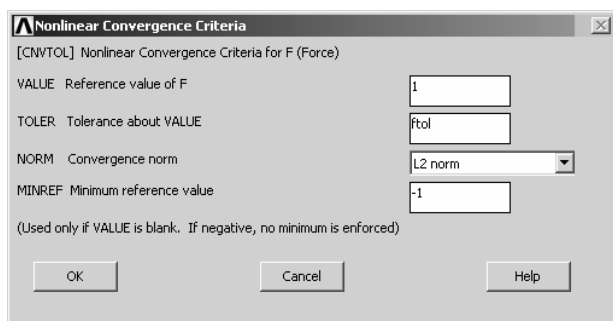 Nonlinear Convergence Criteria
[CNVTOL] Nonlinear Convergence Criteria for F (Force)
VALUE Reference value of F 1
TOLER Tolerance about VALUE ftol
NORM Convergence norm L2 norm
MINREF Minimum reference value -1
(Used only if VALUE is blank. If negative, no minimum is enforced)
OK Cancel Help